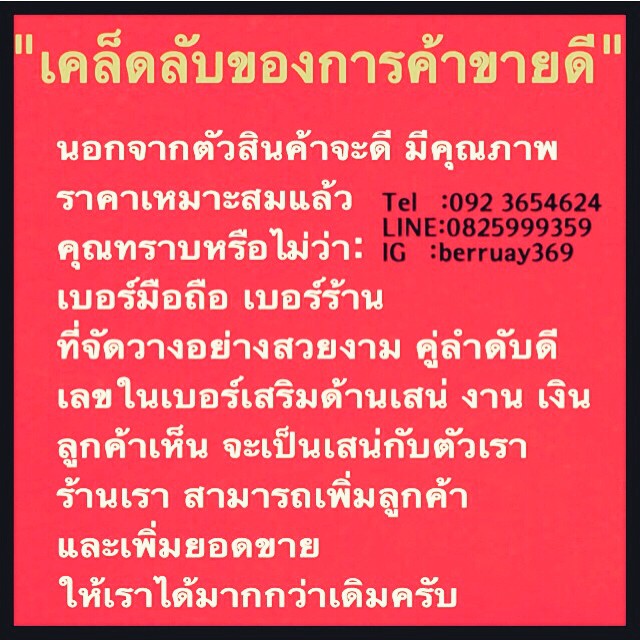 "เคล็ดลับของการค้าขายดี"
นอกจากตัวสินค้าจะดี มีคุณภาพ
ราคาเหมาะสมแล้ว
Tel :092 3654624
LINE:0825999359
IG :berruay369
คุณทราบหรือไม่ว่า:
เบอร์มือถือ เบอร์ร้าน
ที่จัดวางอย่างสวยงาม คู่ลำดับดี
เลขในเบอร์เสริมด้านเสน่ งาน เงิน
ลูกค้าเห็น จะเป็นเสน่กับตัวเรา
ร้านเรา สามารถเพิ่มลูกค้า
และเพิ่มยอดขาย
ให้เราได้มากกว่าเดิมครับ